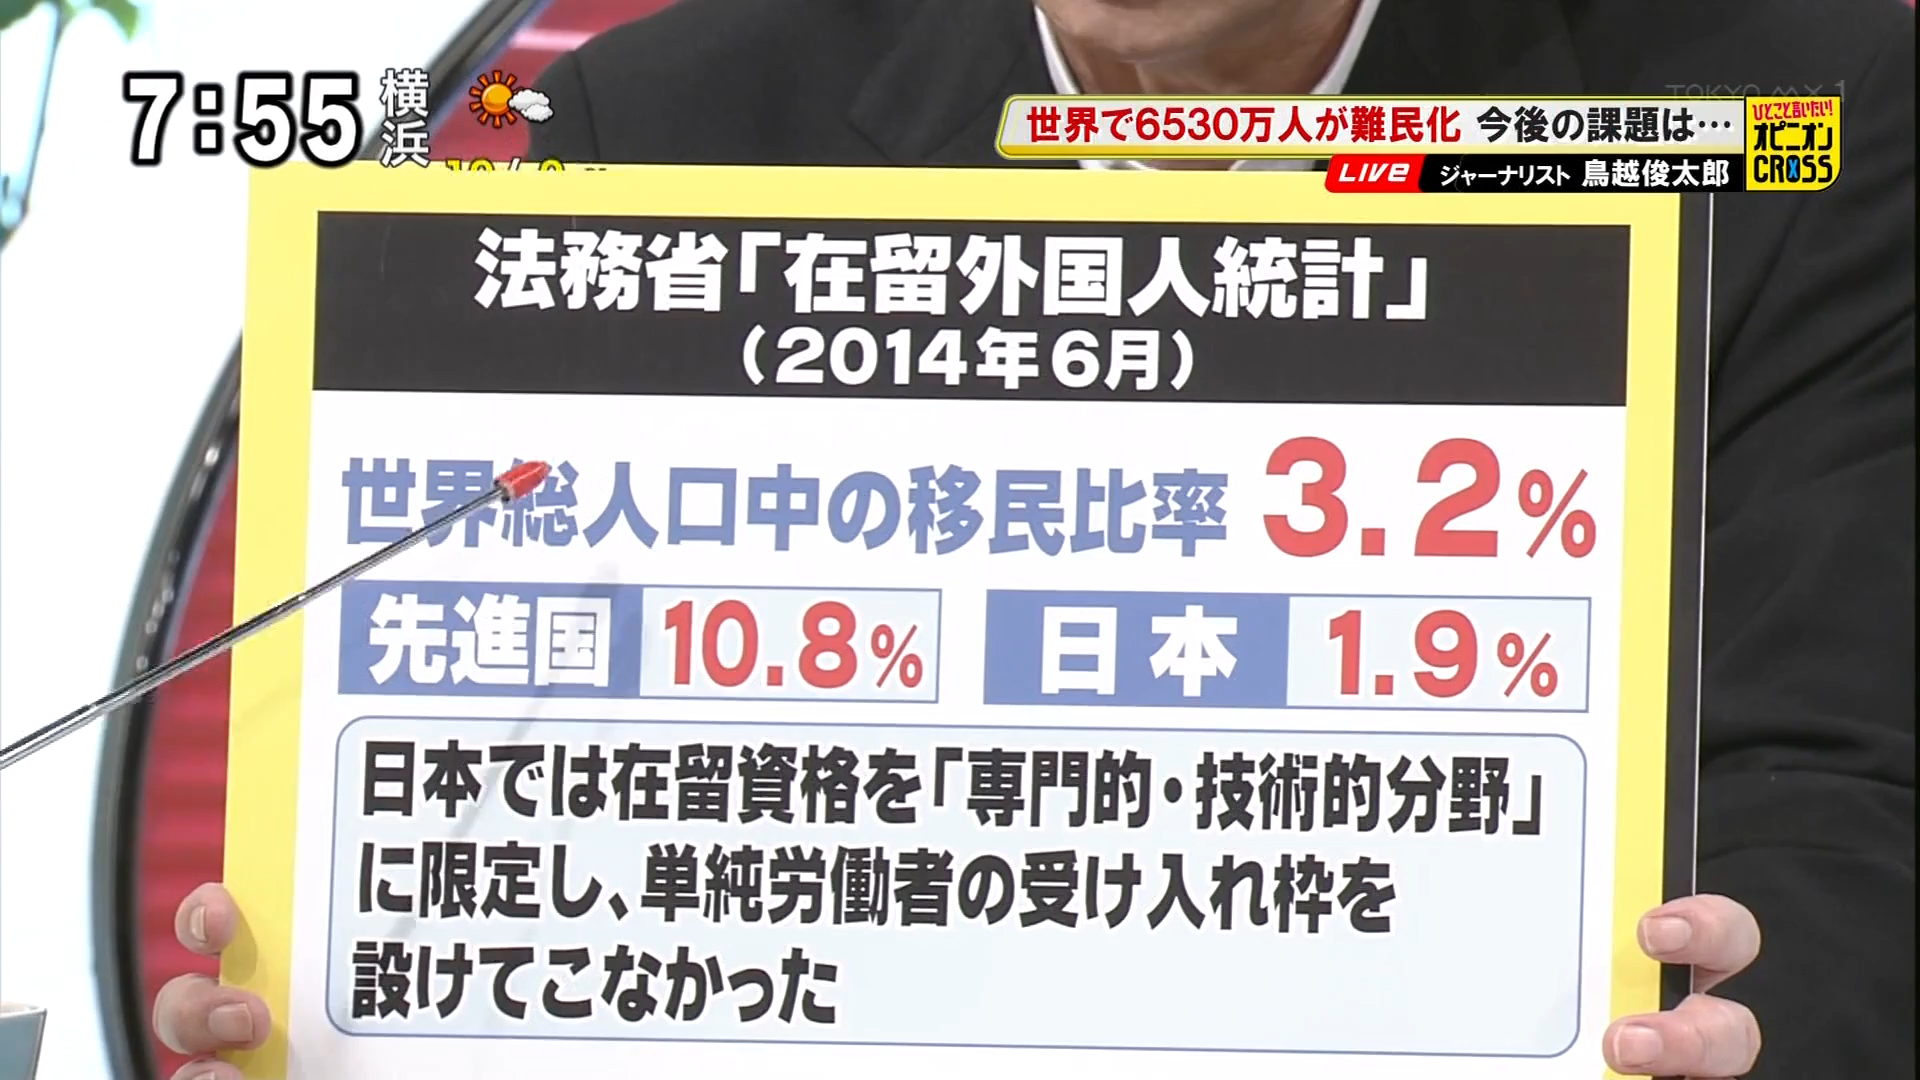 7:55
横浜
TOKYO MX 1
世界で6530万人が難民化 今後の課題は…
ひとこと言いたい!
オピニオン
CROSS
LIVE ジャーナリスト 鳥越俊太郎
法務省「在留外国人統計」
(2014年6月)
世界総人口中の移民比率 3.2%
先進国 10.8% 日本 1.9%
日本では在留資格を「専門的・技術的分野」
に限定し、単純労働者の受け入れ枠を
設けてこなかった